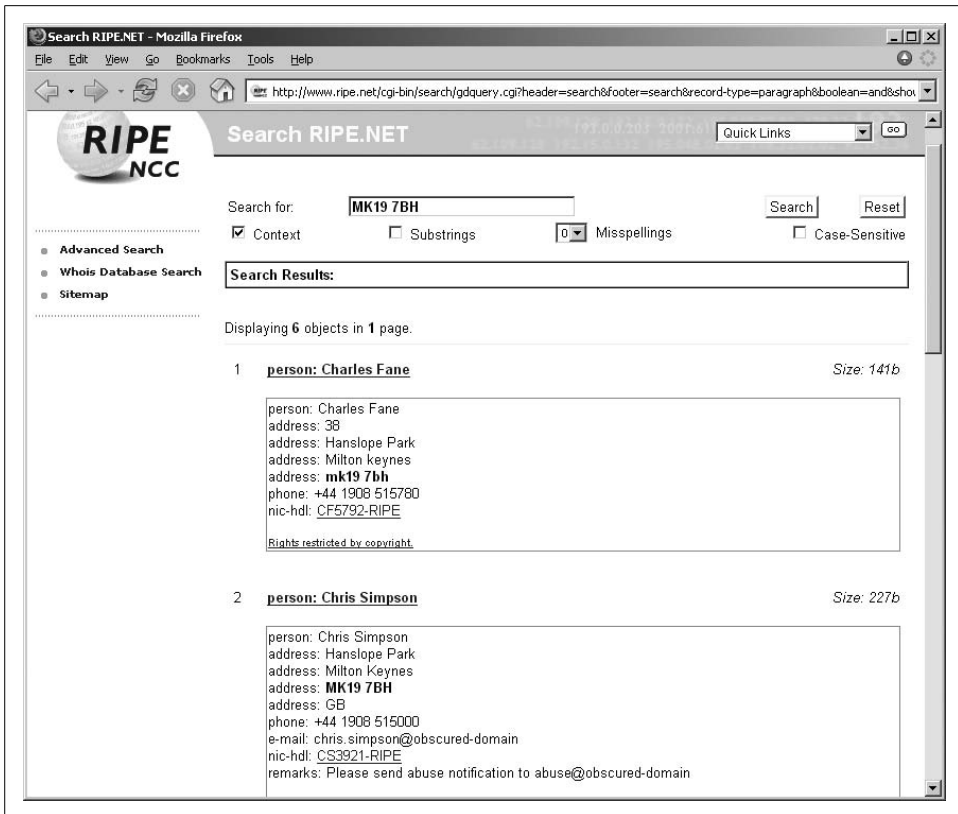 Search RIPE.NET - Mozilla Firefox
File Edit View Go Bookmarks Tools Help
http://www.ripe.net/cgi-bin/search/gdquery.cgi?header=search&footer=search&record-type=paragraph&boolean=and&show
RIPE
NCC
Search RIPE.NET
Quick Links
GO
Search for: MK19 7BH Search Reset
Context Substrings 0 Misspellings Case-Sensitive
Advanced Search
Whois Database Search
Sitemap
Search Results:
Displaying 6 objects in 1 page.
1 person: Charles Fane Size: 141b
person: Charles Fane
address: 38
address: Hanslope Park
address: Milton keynes
address: mk19 7bh
phone: +44 1908 515780
nic-hdl: CF5792-RIPE
Rights restricted by copyright.
2 person: Chris Simpson Size: 227b
person: Chris Simpson
address: Hanslope Park
address: Milton Keynes
address: MK19 7BH
address: GB
phone: +44 1908 515000
e-mail: chris.simpson@obscured-domain
nic-hdl: CS3921-RIPE
remarks: Please send abuse notification to abuse@obscured-domain